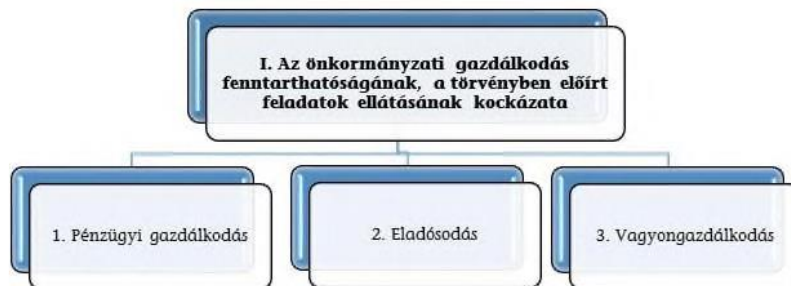 I. Az önkormányzati gazdálkodás
fenntarthatóságának, a törvényben előírt
feladatok ellátásának kockázata
1. Pénzügyi gazdálkodás
2. Eladósodás
3. Vagyongazdálkodás